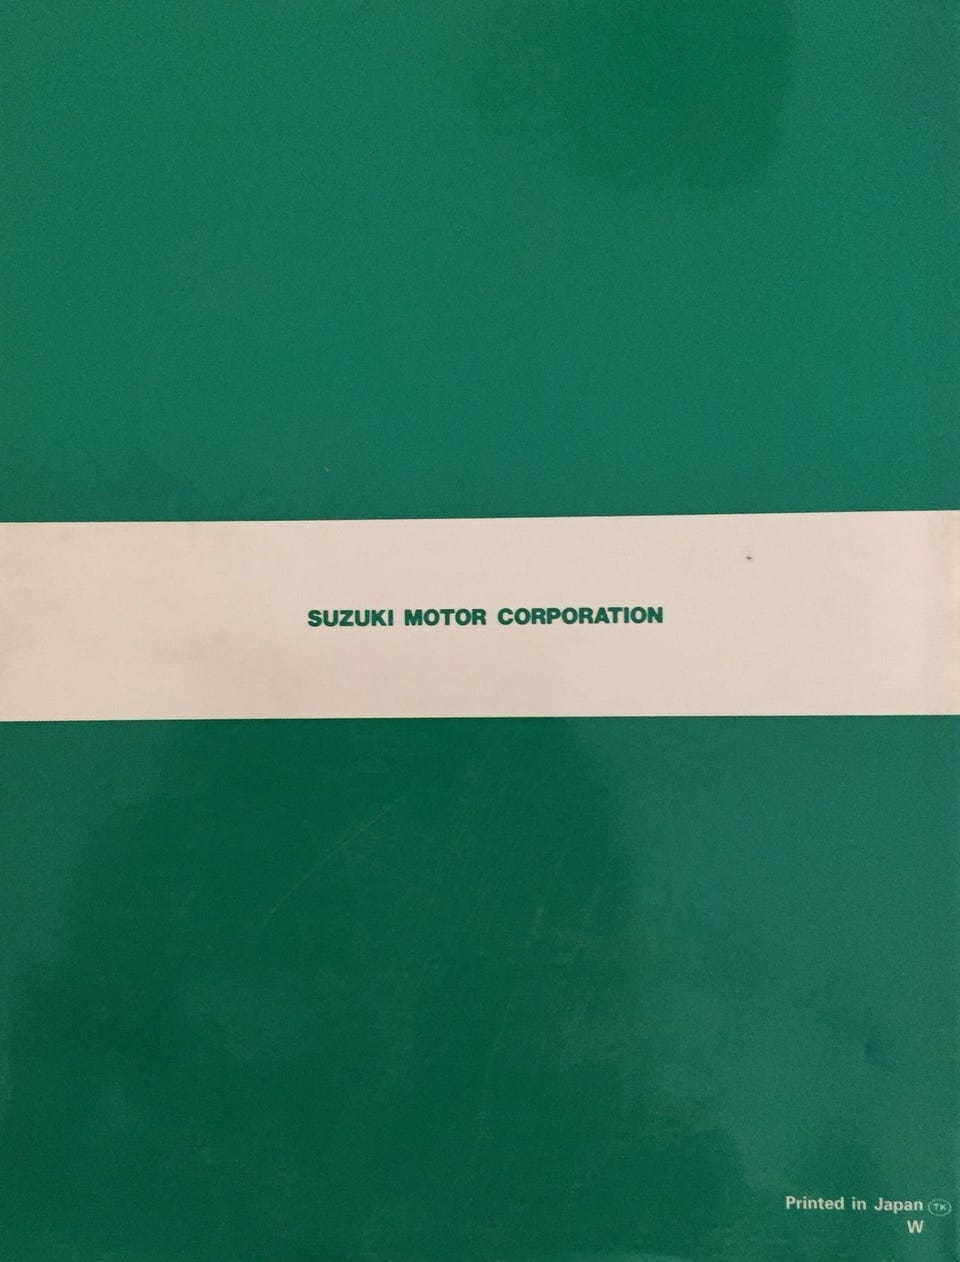 SUZUKI MOTOR CORPORATION
Printed in Japan TK
W